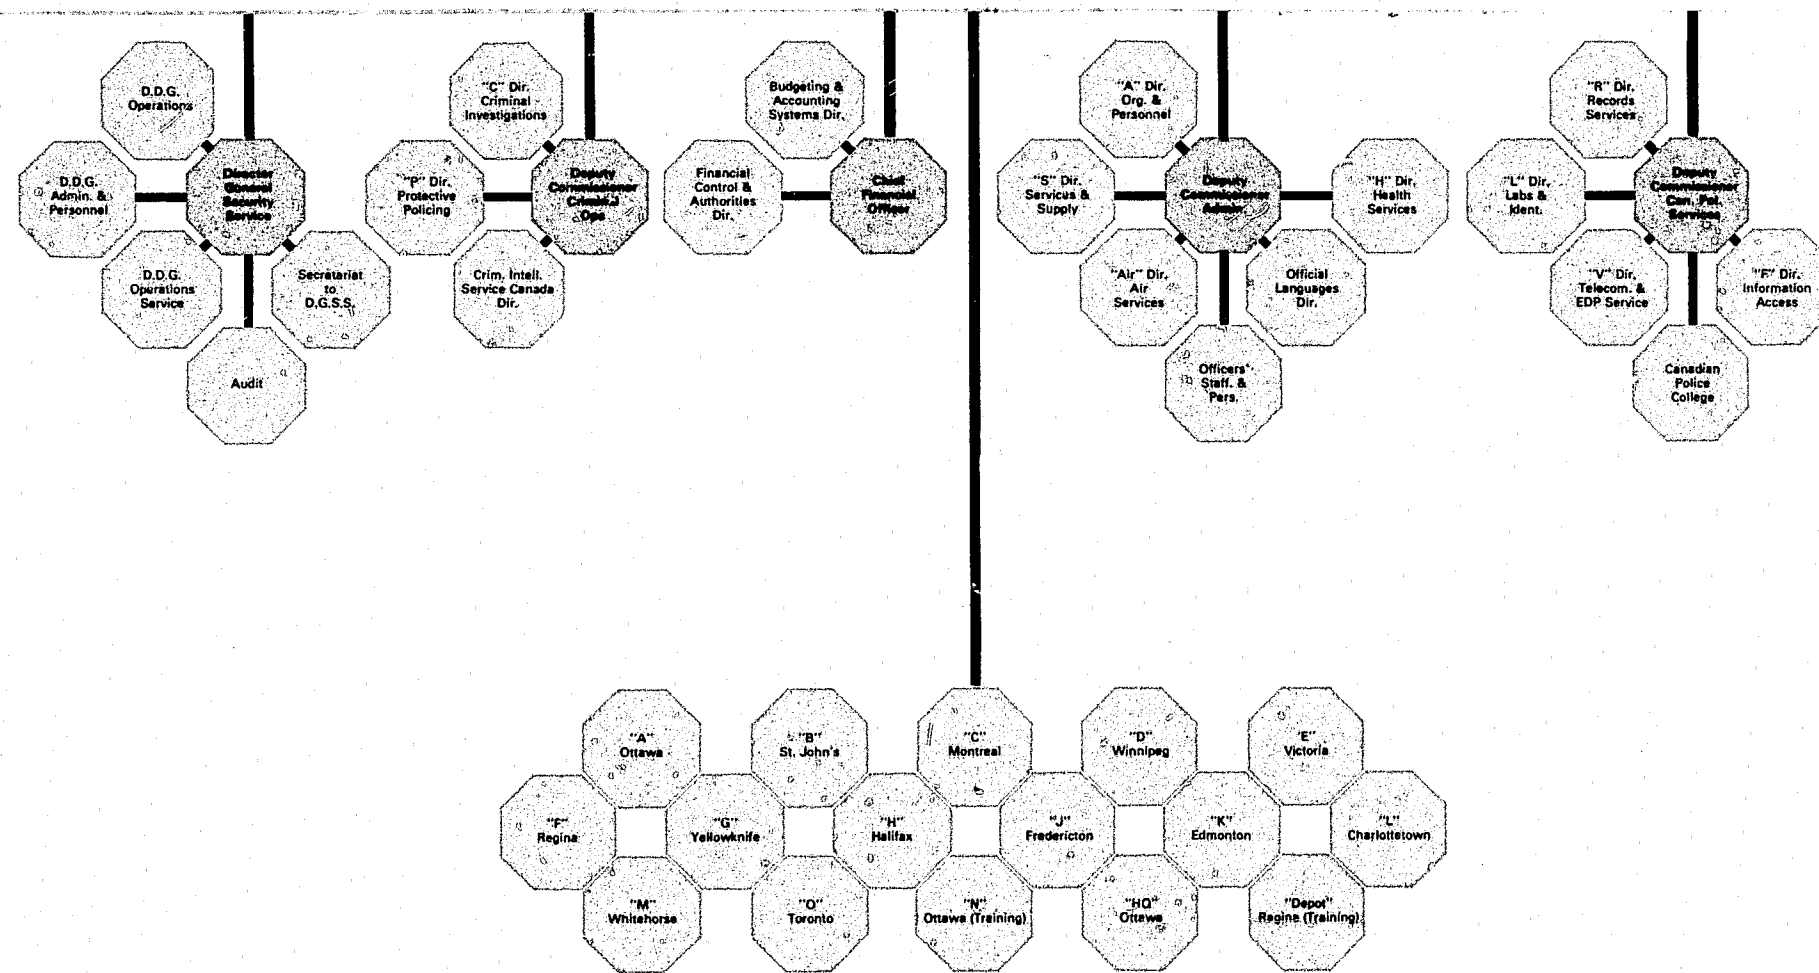 D.D.G.
Operations
D.D.G.
Admin. &
Personnel
Director
General
Security
Service
D.D.G.
Operations
Service
Secretariat
to
D.G.S.S.
Audit
"C" Dir.
Criminal
Investigations
"P" Dir.
Protective
Policing
Deputy
Commissioner
Criminal
Ops
Crim. Intell.
Service Canada
Dir.
Budgeting &
Accounting
Systems Dir.
Financial
Control &
Authorities
Dir.
Chief
Financial
Officer
"A" Dir.
Org. &
Personnel
"S" Dir.
Services &
Supply
Deputy
Commissioner
Admin.
"H" Dir.
Health
Services
"Air" Dir.
Air
Services
Official
Languages
Dir.
Officers'
Staff. &
Pers.
"R" Dir.
Records
Services
"L" Dir.
Labs &
Ident.
Deputy
Commissioner
Can. Pol.
Services
"V" Dir.
Telecom. &
EDP Service
"F" Dir.
Information
Access
Canadian
Police
College
"A"
Ottawa
"B"
St. John's
"C"
Montreal
"D"
Winnipeg
"E"
Victoria
"F"
Regina
"G"
Yellowknife
"H"
Halifax
"J"
Fredericton
"K"
Edmonton
"L"
Charlottetown
"M"
Whitehorse
"O"
Toronto
"N"
Ottawa (Training)
"HQ"
Ottawa
"Depot"
Regina (Training)